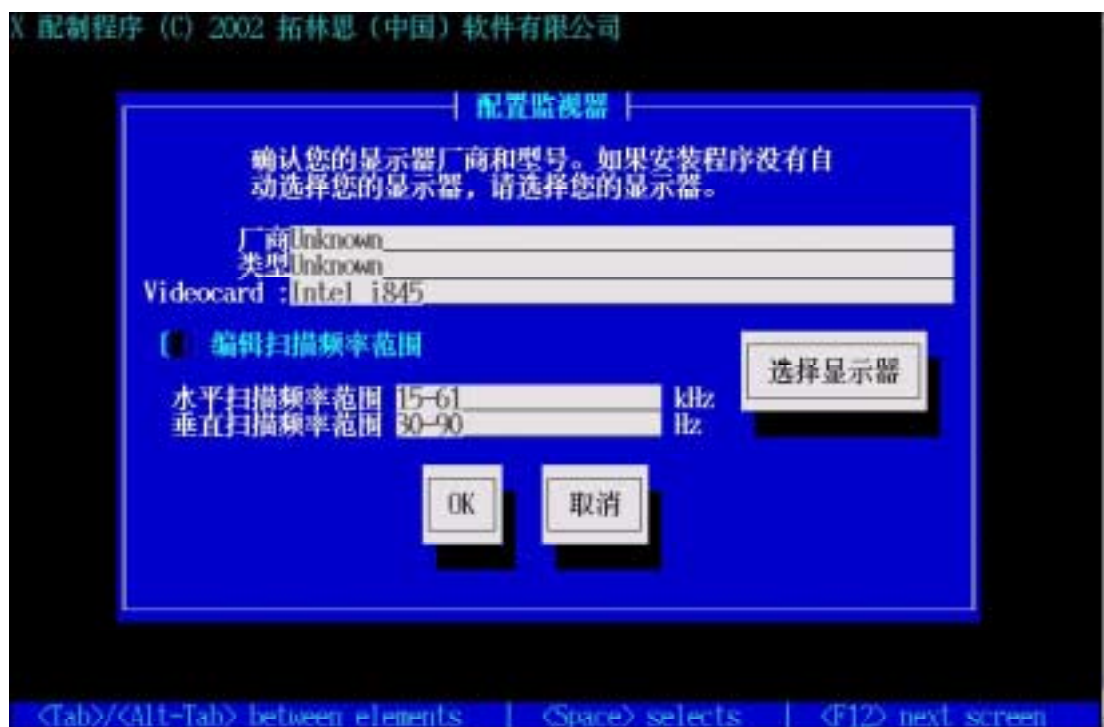 X 配制程序 (C) 2002 拓林思（中国）软件有限公司
配置监视器
确认您的显示器厂商和型号。如果安装程序没有自
动选择您的显示器，请选择您的显示器。
厂商Unknown
类型Unknown
Videocard :Intel i845
[ 编辑扫描频率范围
选择显示器
水平扫描频率范围 15-61 kHz
垂直扫描频率范围 30-90 Hz
OK 取消
<Tab>/<Alt-Tab> between elements | <Space> selects | <F12> next screen